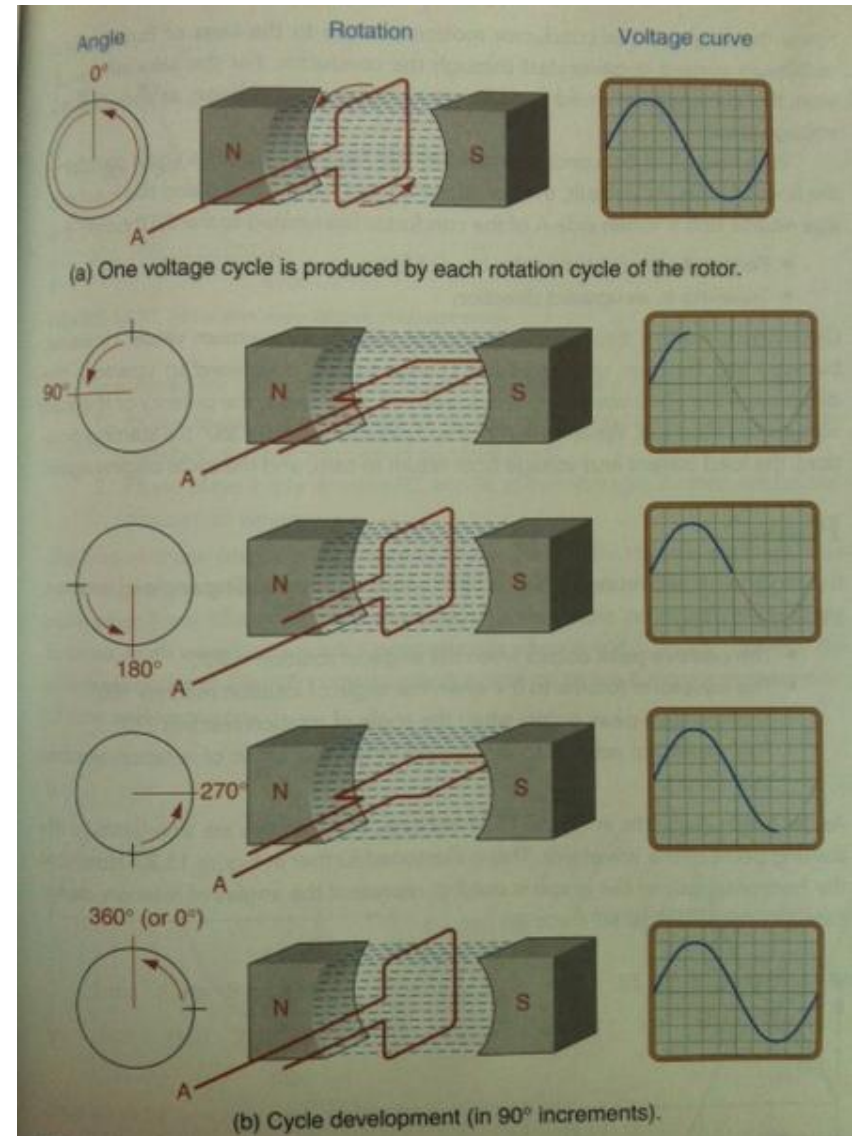 Angle Rotation Voltage curve
0°
N S
A
(a) One voltage cycle is produced by each rotation cycle of the rotor.
90° N S
A
N S
180°
A
270° N S
A
360° (or 0°)
N S
A
(b) Cycle development (in 90° increments).